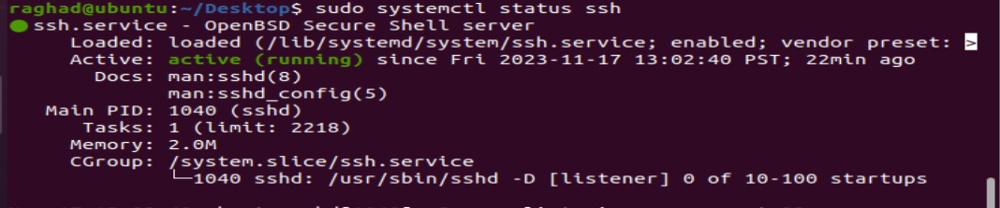 raghad@ubuntu:~/Desktop$ sudo systemctl status ssh
● ssh.service - OpenBSD Secure Shell server
Loaded: loaded (/lib/systemd/system/ssh.service; enabled; vendor preset: >
Active: active (running) since Fri 2023-11-17 13:02:40 PST; 22min ago
Docs: man:sshd(8)
man:sshd_config(5)
Main PID: 1040 (sshd)
Tasks: 1 (limit: 2218)
Memory: 2.0M
CGroup: /system.slice/ssh.service
└─1040 sshd: /usr/sbin/sshd -D [listener] 0 of 10-100 startups